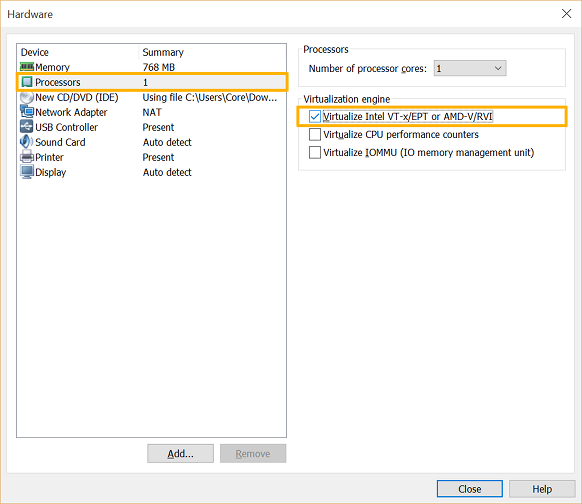 Hardware
Device Summary
Memory 768 MB
Processors 1
New CD/DVD (IDE) Using file C:\Users\Core\Dow...
Network Adapter NAT
USB Controller Present
Sound Card Auto detect
Printer Present
Display Auto detect
Add...
Remove
Processors
Number of processor cores: 1
Virtualization engine
Virtualize Intel VT-x/EPT or AMD-V/RVI
Virtualize CPU performance counters
Virtualize IOMMU (IO memory management unit)
Close
Help